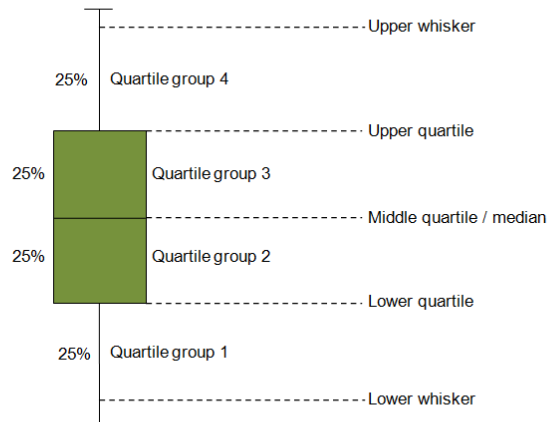 Upper whisker
25% Quartile group 4
Upper quartile
25% Quartile group 3
Middle quartile / median
25% Quartile group 2
Lower quartile
25% Quartile group 1
Lower whisker